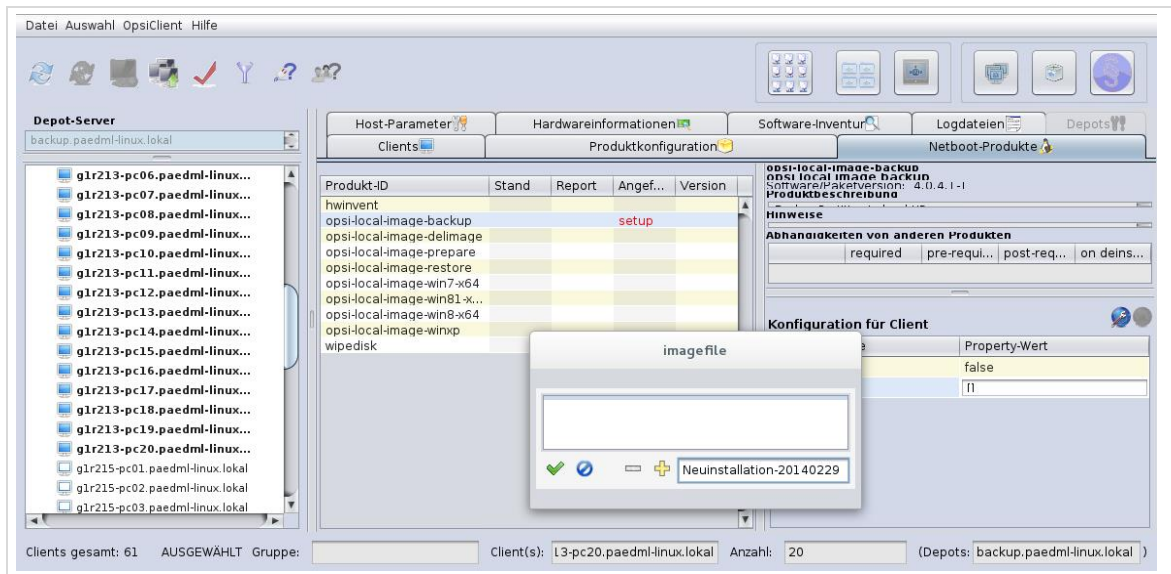 Datei Auswahl OpsiClient Hilfe
Depot-Server
backup.paedml-linux.lokal
g1r213-pc06.paedml-linux...
g1r213-pc07.paedml-linux...
g1r213-pc08.paedml-linux...
g1r213-pc09.paedml-linux...
g1r213-pc10.paedml-linux...
g1r213-pc11.paedml-linux...
g1r213-pc12.paedml-linux...
g1r213-pc13.paedml-linux...
g1r213-pc14.paedml-linux...
g1r213-pc15.paedml-linux...
g1r213-pc16.paedml-linux...
g1r213-pc17.paedml-linux...
g1r213-pc18.paedml-linux...
g1r213-pc19.paedml-linux...
g1r213-pc20.paedml-linux...
g1r215-pc01.paedml-linux.lokal
g1r215-pc02.paedml-linux.lokal
g1r215-pc03.paedml-linux.lokal
Host-Parameter Hardwareinformationen Software-Inventur Logdateien Depots
Clients Produktkonfiguration Netboot-Produkte
Produkt-ID Stand Report Angef... Version
hwinvent
opsi-local-image-backup setup
opsi-local-image-delimage
opsi-local-image-prepare
opsi-local-image-restore
opsi-local-image-win7-x64
opsi-local-image-win81-x...
opsi-local-image-win8-x64
opsi-local-image-winxp
wipedisk
opsi-local-image-backup
opsi local image backup
Software/Paketversion: 4.0.4.1-1
Produktbeschreibung
Hinweise
Abhängigkeiten von anderen Produkten
required pre-requi... post-req... on deins...
Konfiguration für Client
Property-Wert
false
[]
imagefile
Neuinstallation-20140229
Clients gesamt: 61 AUSGEWÄHLT Gruppe: Client(s): 13-pc20.paedml-linux.lokal Anzahl: 20 (Depots: backup.paedml-linux.lokal )